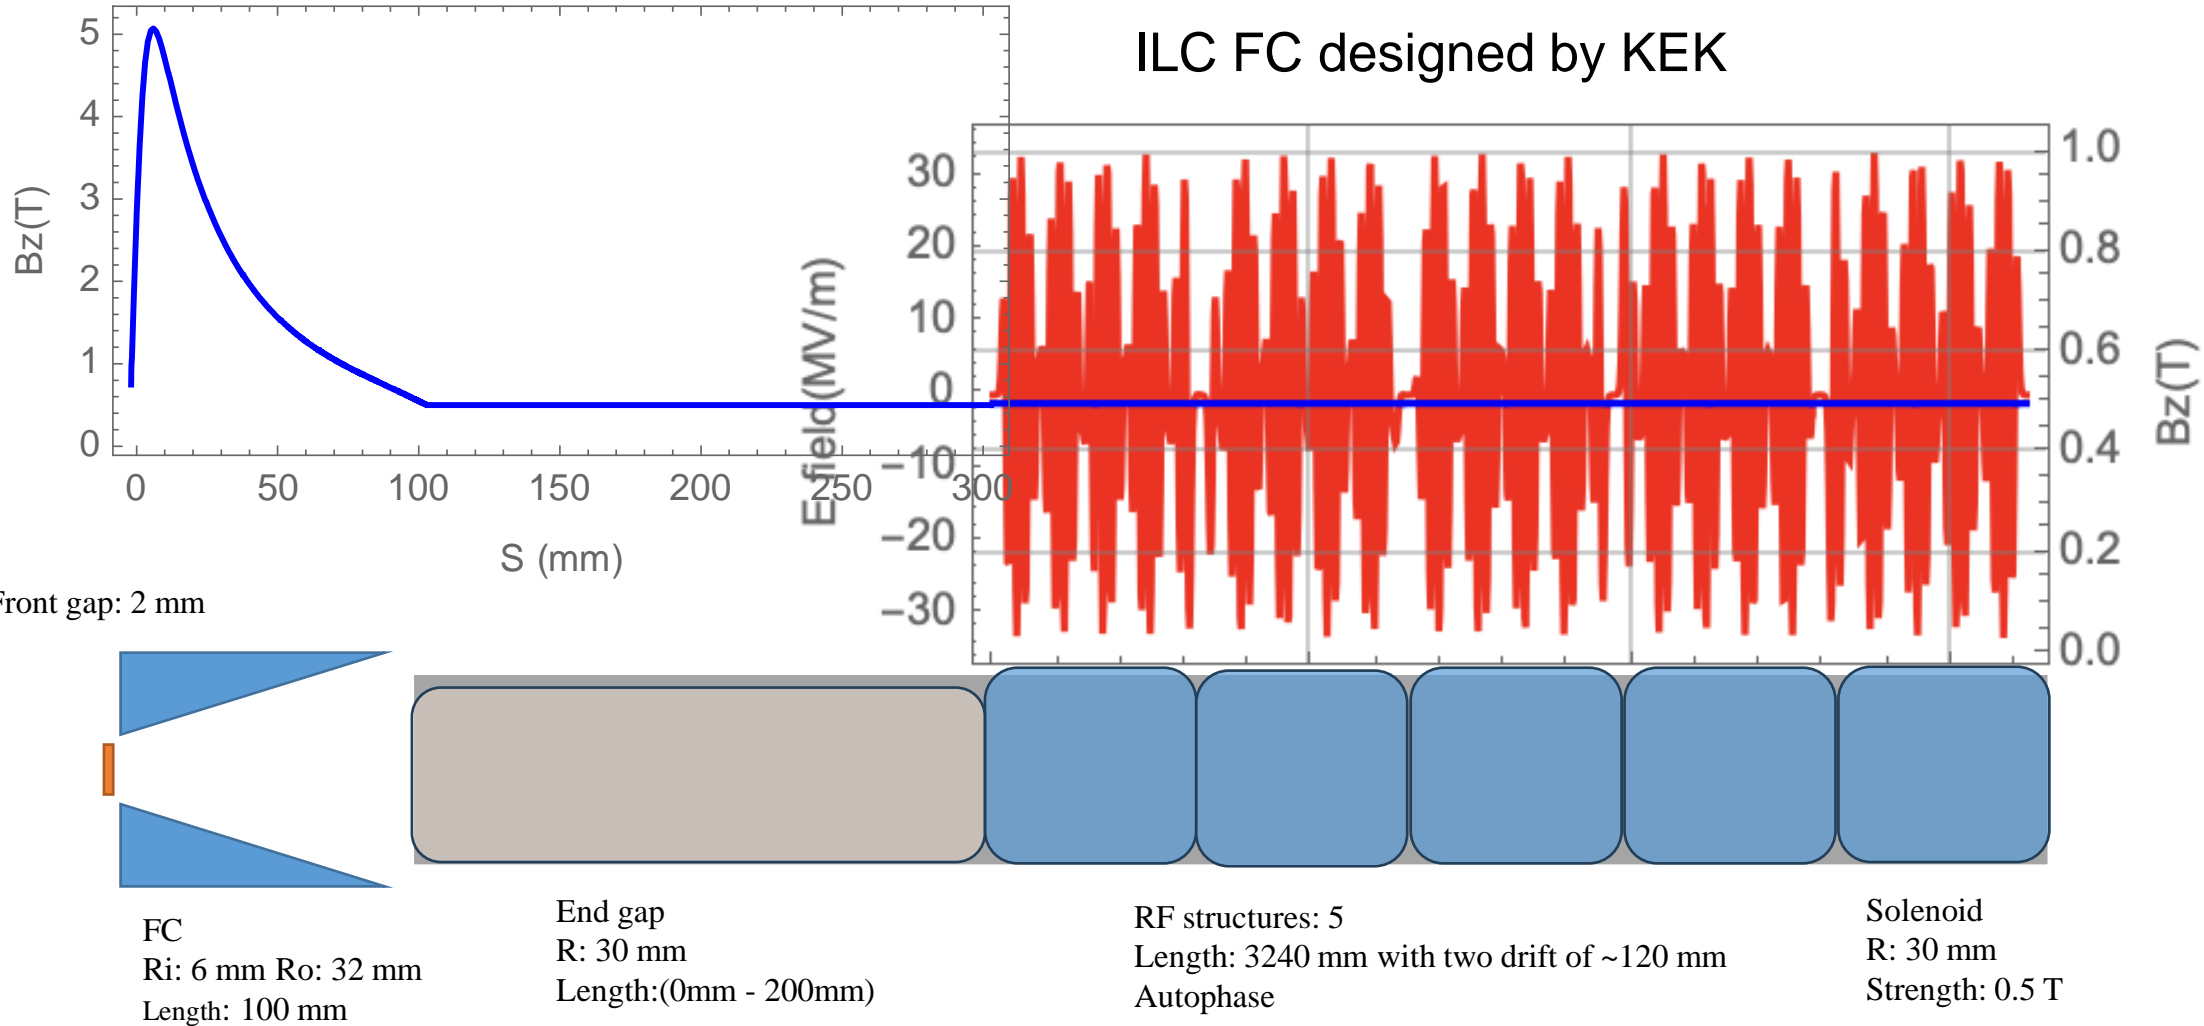 ILC FC designed by KEK
5
4
3
2
1
0
Bz(T)
0
50
100
150
200
250
300
S (mm)
30
20
10
0
−10
−20
−30
E.field(MV/m)
1.0
0.8
0.6
0.4
0.2
0.0
Bz(T)
Front gap: 2 mm
FC
Ri: 6 mm Ro: 32 mm
Length: 100 mm
End gap
R: 30 mm
Length:(0mm - 200mm)
RF structures: 5
Length: 3240 mm with two drift of ~120 mm
Autophase
Solenoid
R: 30 mm
Strength: 0.5 T